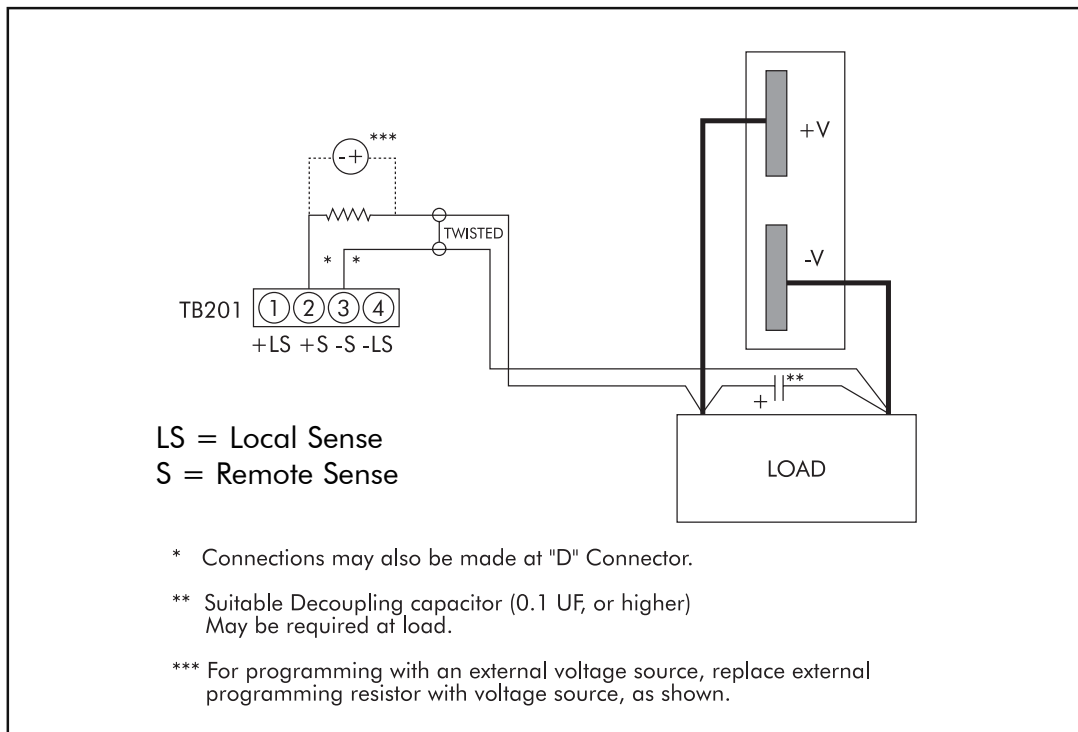 ***
-+
+V
TWISTED
* *
-V
TB201 1 2 3 4
+LS +S -S -LS
**
+
LS = Local Sense
S = Remote Sense
LOAD
* Connections may also be made at "D" Connector.
** Suitable Decoupling capacitor (0.1 UF, or higher)
May be required at load.
*** For programming with an external voltage source, replace external
programming resistor with voltage source, as shown.